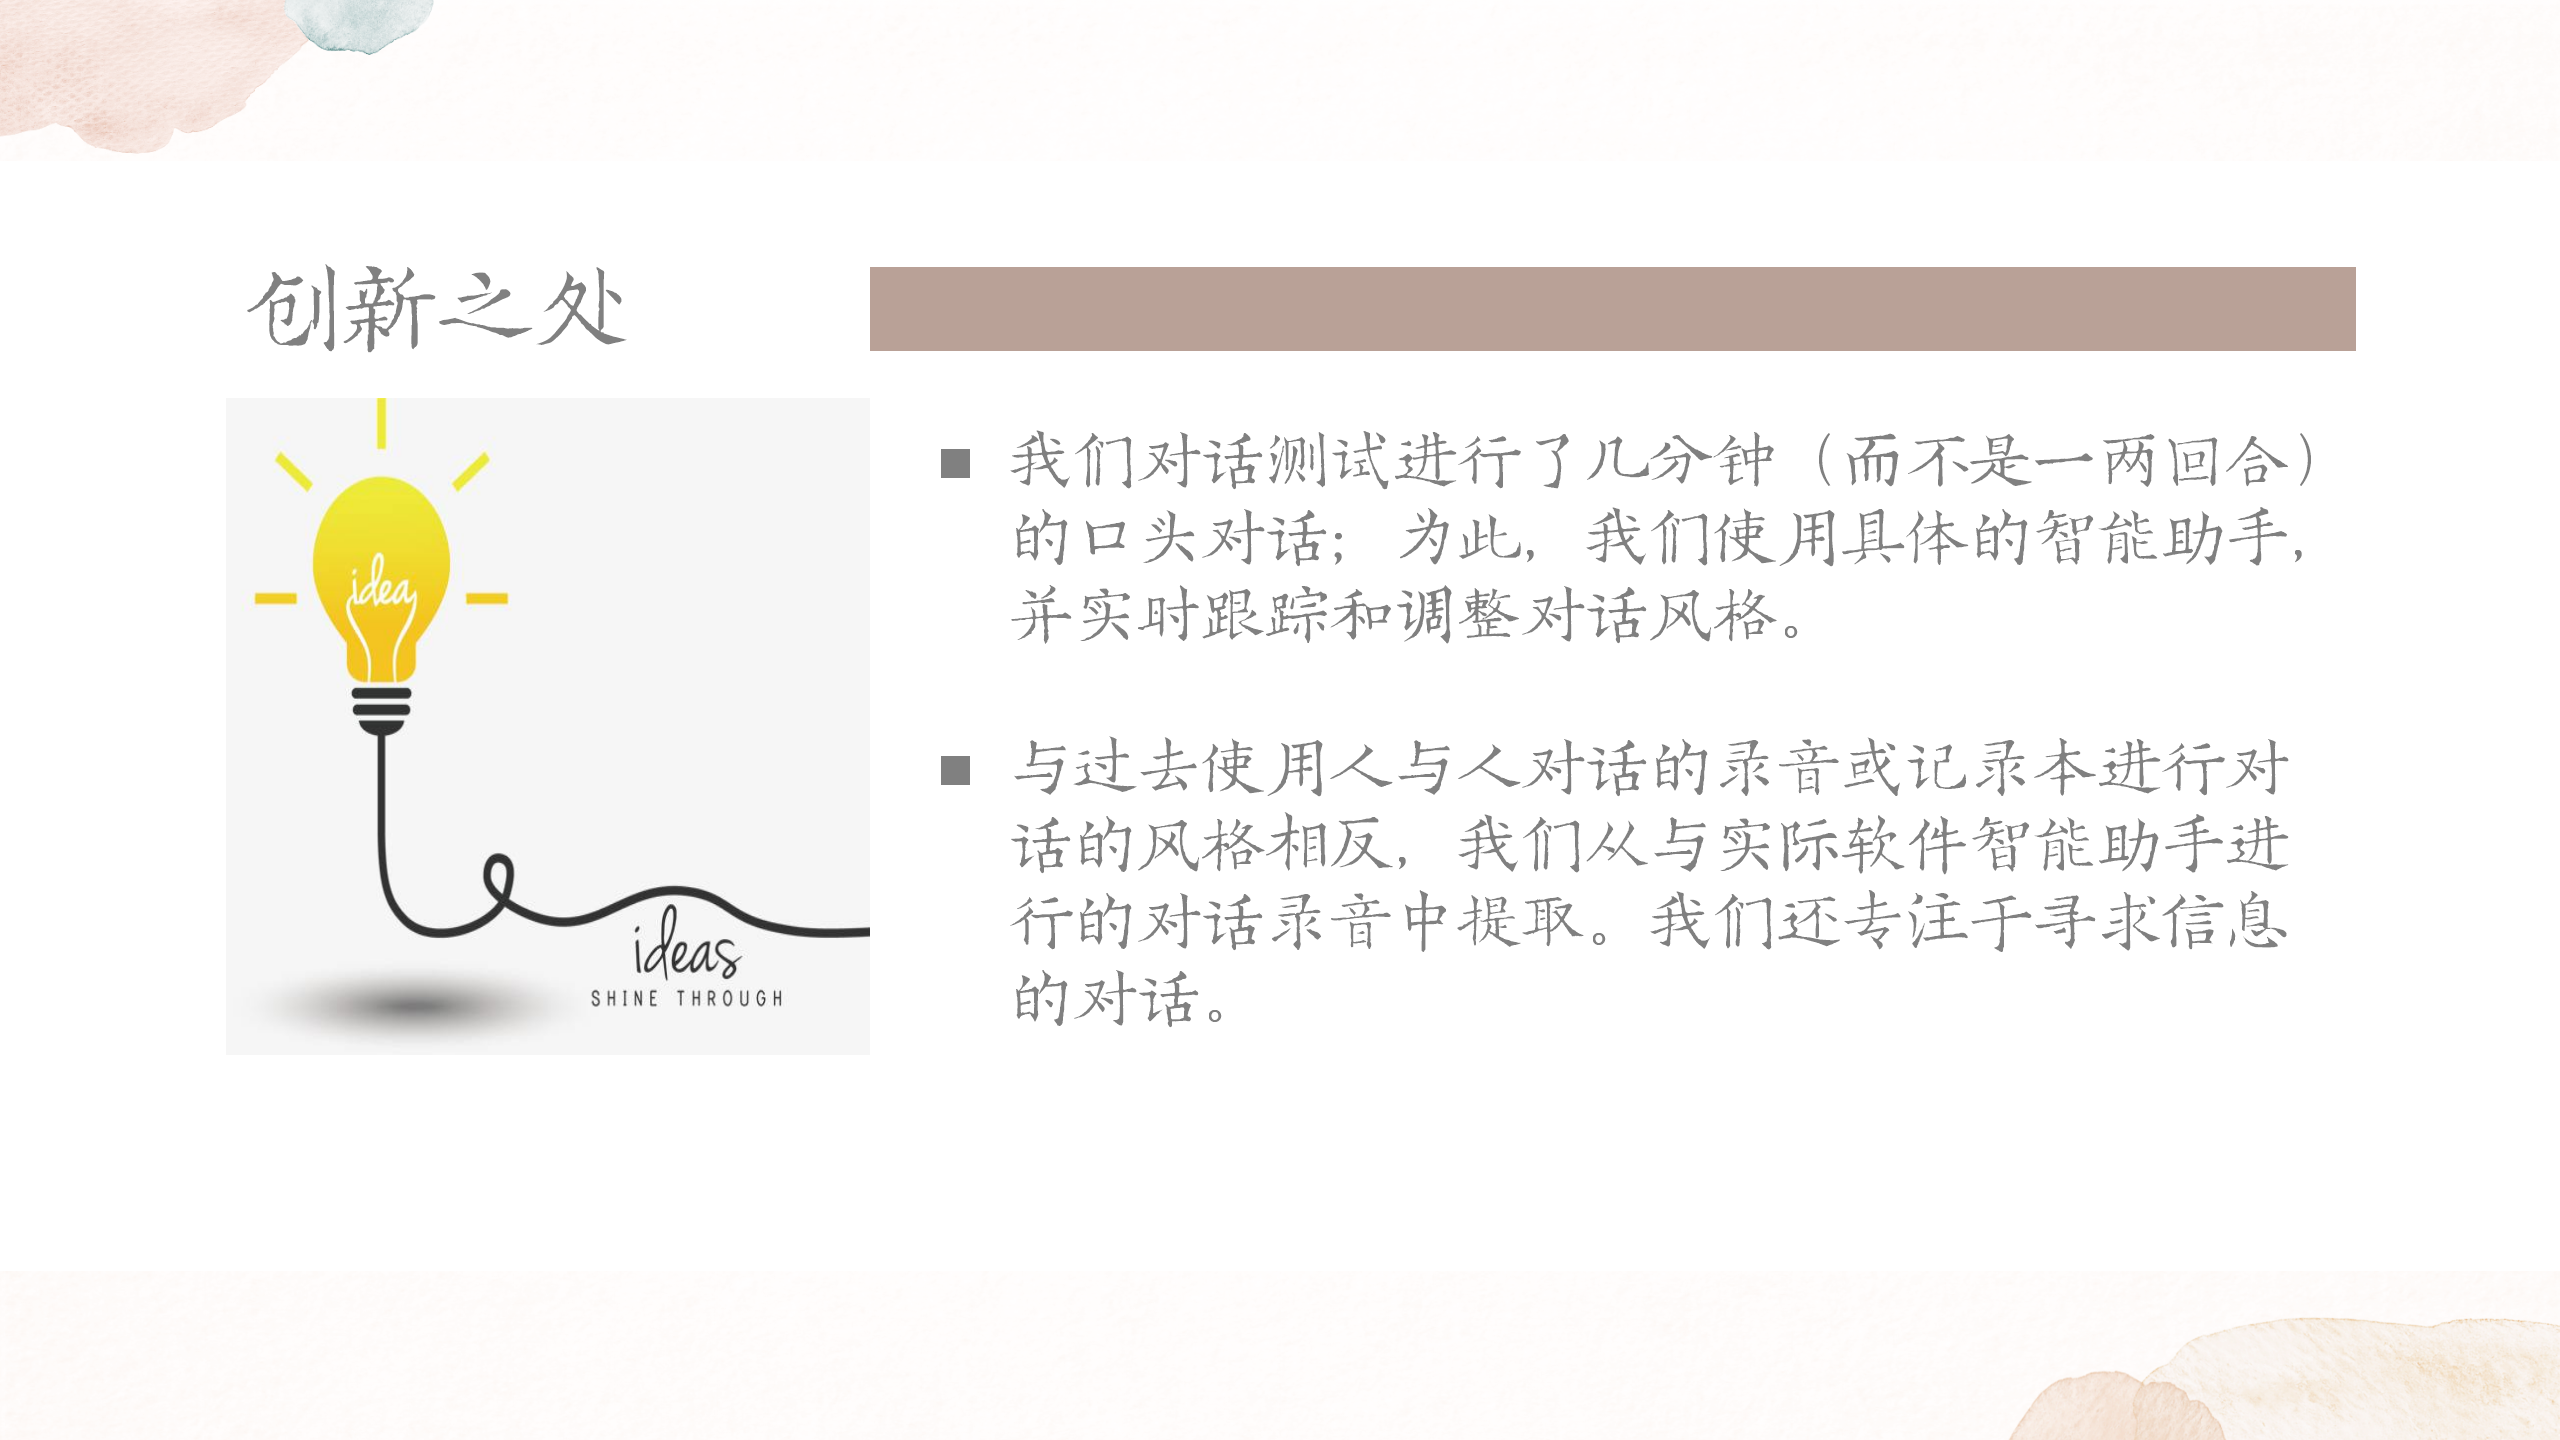 创新之处
idea
ideas
SHINE THROUGH
我们对话测试进行了几分钟（而不是一两回合）
的口头对话；为此，我们使用具体的智能助手，
并实时跟踪和调整对话风格。
与过去使用人与人对话的录音或记录本进行对
话的风格相反，我们从与实际软件智能助手进
行的对话录音中提取。我们还专注于寻求信息
的对话。